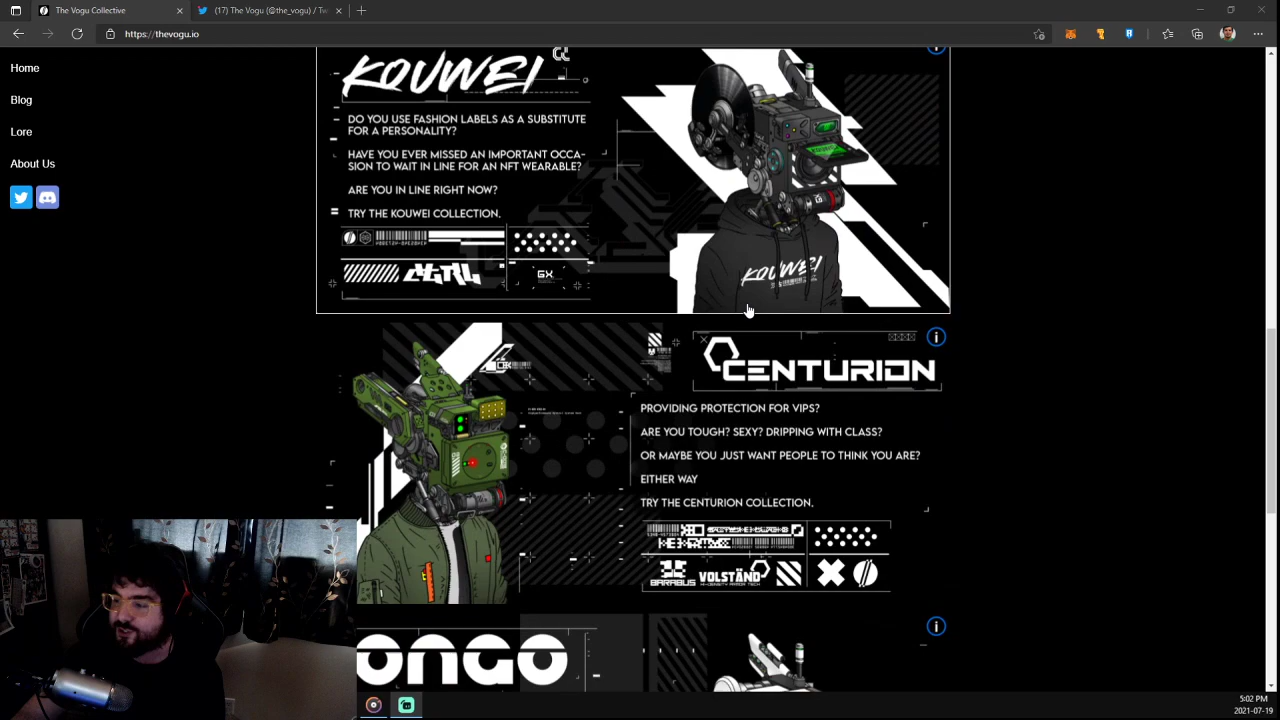 The Vogu Collective
(17) The Vogu (@the_vogu) / Tw
https://thevogu.io
Home
Blog
Lore
About Us
KOUWEI
DO YOU USE FASHION LABELS AS A SUBSTITUTE
FOR A PERSONALITY?
HAVE YOU EVER MISSED AN IMPORTANT OCCA-
SION TO WAIT IN LINE FOR AN NFT WEARABLE?
ARE YOU IN LINE RIGHT NOW?
TRY THE KOUWEI COLLECTION.
GX
KOUWEI
CENTURION
PROVIDING PROTECTION FOR VIPS?
ARE YOU TOUGH? SEXY? DRIPPING WITH CLASS?
OR MAYBE YOU JUST WANT PEOPLE TO THINK YOU ARE?
EITHER WAY
TRY THE CENTURION COLLECTION.
BARABUS
VOLSTÄND
ONGO
5:02 PM
2021-07-19